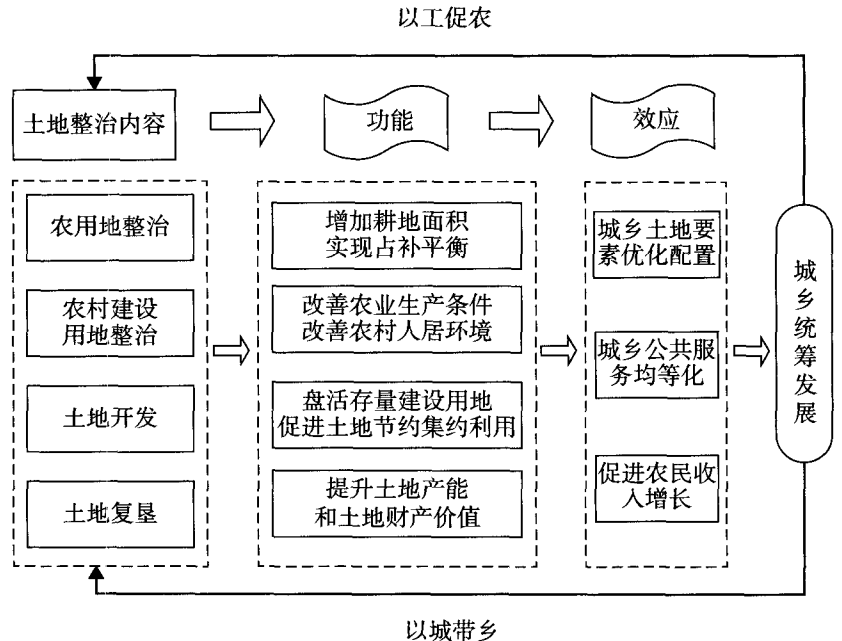 以工促农
土地整治内容
功能
效应
农用地整治
农村建设
用地整治
土地开发
土地复垦
增加耕地面积
实现占补平衡
改善农业生产条件
改善农村人居环境
盘活存量建设用地
促进土地节约集约利用
提升土地产能
和土地财产价值
城乡土地要
素优化配置
城乡公共服
务均等化
促进农民收
入增长
城乡统筹发展
以城带乡